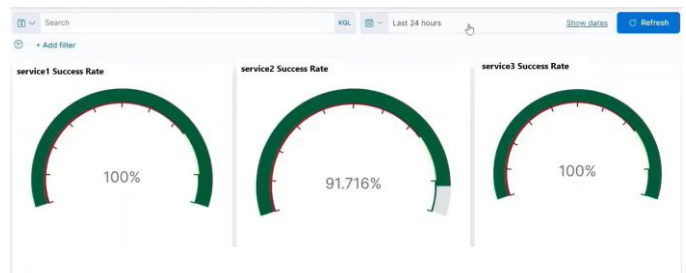 Search KQL Last 24 hours Show dates Refresh
+ Add filter
service1 Success Rate
100%
service2 Success Rate
91.716%
service3 Success Rate
100%